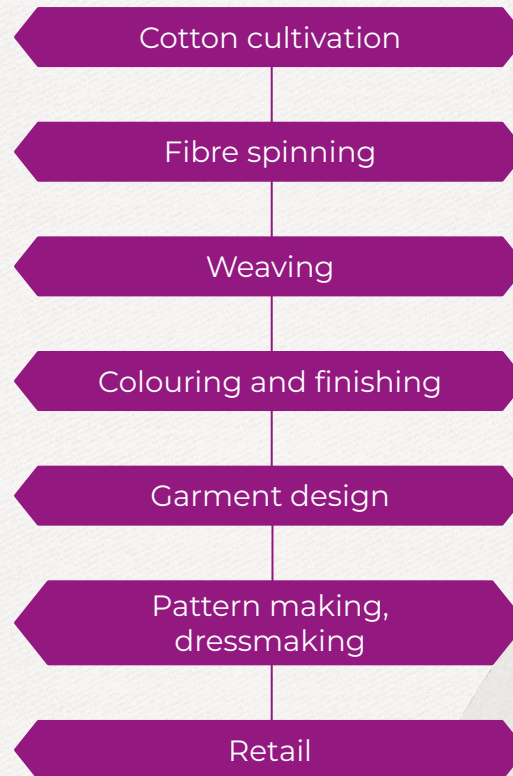 Cotton cultivation
Fibre spinning
Weaving
Colouring and finishing
Garment design
Pattern making,
dressmaking
Retail